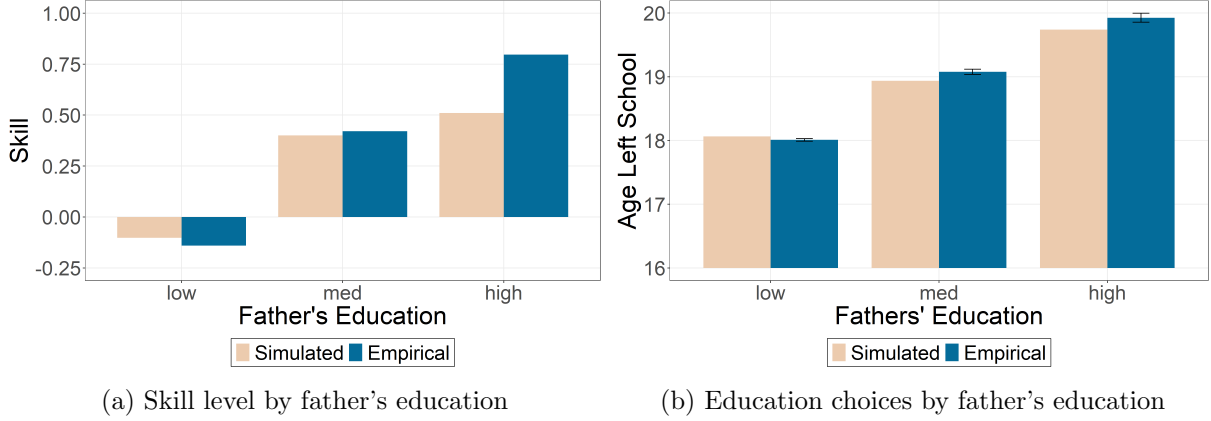 1.00
0.75
0.50
0.25
0.00
-0.25
Skill
low med high
Father's Education
Simulated Empirical
(a) Skill level by father's education
20
19
18
17
16
Age Left School
low med high
Fathers' Education
Simulated Empirical
(b) Education choices by father's education